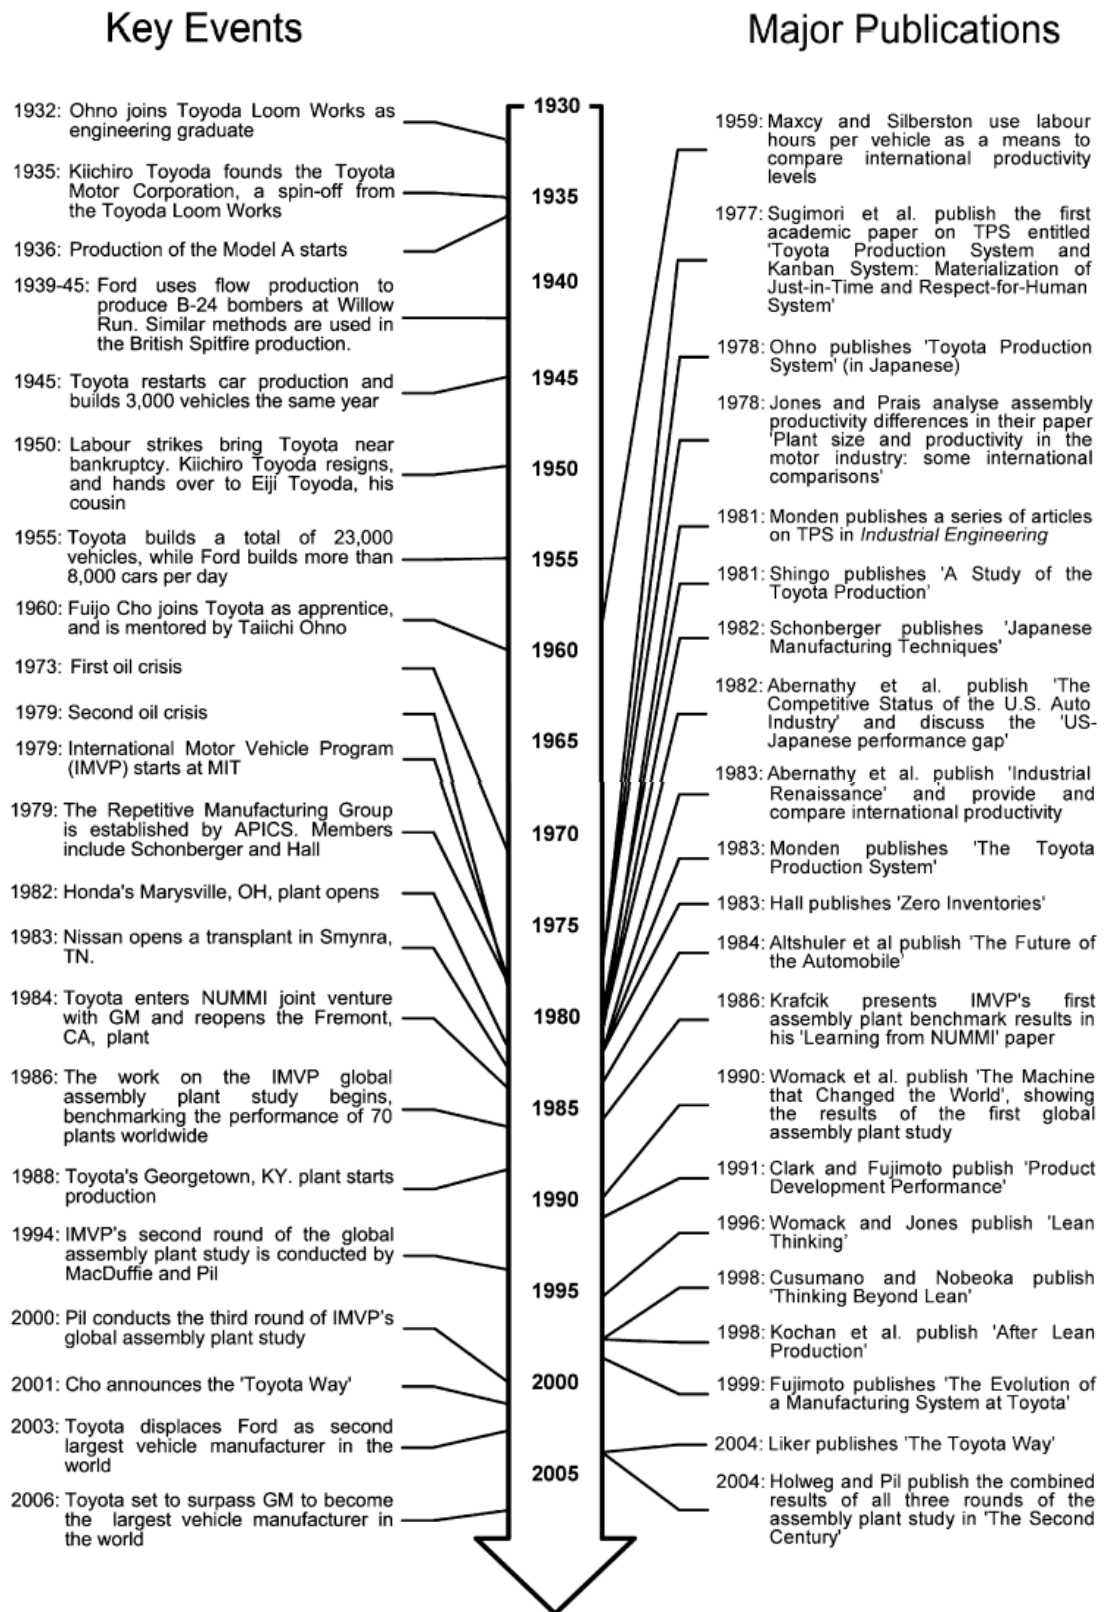 Key Events
1932: Ohno joins Toyoda Loom Works as
engineering graduate
1935: Kiichiro Toyoda founds the Toyota
Motor Corporation, a spin-off from
the Toyoda Loom Works
1936: Production of the Model A starts
1939-45: Ford uses flow production to
produce B-24 bombers at Willow
Run. Similar methods are used in
the British Spitfire production.
1945: Toyota restarts car production and
builds 3,000 vehicles the same year
1950: Labour strikes bring Toyota near
bankruptcy. Kiichiro Toyoda resigns,
and hands over to Eiji Toyoda, his
cousin
1955: Toyota builds a total of 23,000
vehicles, while Ford builds more than
8,000 cars per day
1960: Fuijo Cho joins Toyota as apprentice,
and is mentored by Taiichi Ohno
1973: First oil crisis
1979: Second oil crisis
1979: International Motor Vehicle Program
(IMVP) starts at MIT
1979: The Repetitive Manufacturing Group
is established by APICS. Members
include Schonberger and Hall
1982: Honda's Marysville, OH, plant opens
1983: Nissan opens a transplant in Smynra,
TN.
1984: Toyota enters NUMMI joint venture
with GM and reopens the Fremont,
CA, plant
1986: The work on the IMVP global
assembly plant study begins,
benchmarking the performance of 70
plants worldwide
1988: Toyota's Georgetown, KY. plant starts
production
1994: IMVP's second round of the global
assembly plant study is conducted by
MacDuffie and Pil
2000: Pil conducts the third round of IMVP's
global assembly plant study
2001: Cho announces the 'Toyota Way'
2003: Toyota displaces Ford as second
largest vehicle manufacturer in the
world
2006: Toyota set to surpass GM to become
the largest vehicle manufacturer in
the world
1930
1935
1940
1945
1950
1955
1960
1965
1970
1975
1980
1985
1990
1995
2000
2005
Major Publications
1959: Maxcy and Silberston use labour
hours per vehicle as a means to
compare international productivity
levels
1977: Sugimori et al. publish the first
academic paper on TPS entitled
'Toyota Production System and
Kanban System: Materialization of
Just-in-Time and Respect-for-Human
System'
1978: Ohno publishes 'Toyota Production
System' (in Japanese)
1978: Jones and Prais analyse assembly
productivity differences in their paper
'Plant size and productivity in the
motor industry: some international
comparisons'
1981: Monden publishes a series of articles
on TPS in Industrial Engineering
1981: Shingo publishes 'A Study of the
Toyota Production'
1982: Schonberger publishes 'Japanese
Manufacturing Techniques'
1982: Abernathy et al. publish 'The
Competitive Status of the U.S. Auto
Industry' and discuss the 'US-
Japanese performance gap'
1983: Abernathy et al. publish 'Industrial
Renaissance' and provide and
compare international productivity
1983: Monden publishes 'The Toyota
Production System'
1983: Hall publishes 'Zero Inventories'
1984: Altshuler et al publish 'The Future of
the Automobile'
1986: Krafcik presents IMVP's first
assembly plant benchmark results in
his 'Learning from NUMMI' paper
1990: Womack et al. publish 'The Machine
that Changed the World', showing
the results of the first global
assembly plant study
1991: Clark and Fujimoto publish 'Product
Development Performance'
1996: Womack and Jones publish 'Lean
Thinking'
1998: Cusumano and Nobeoka publish
'Thinking Beyond Lean'
1998: Kochan et al. publish 'After Lean
Production'
1999: Fujimoto publishes 'The Evolution of
a Manufacturing System at Toyota'
2004: Liker publishes 'The Toyota Way'
2004: Holweg and Pil publish the combined
results of all three rounds of the
assembly plant study in 'The Second
Century'